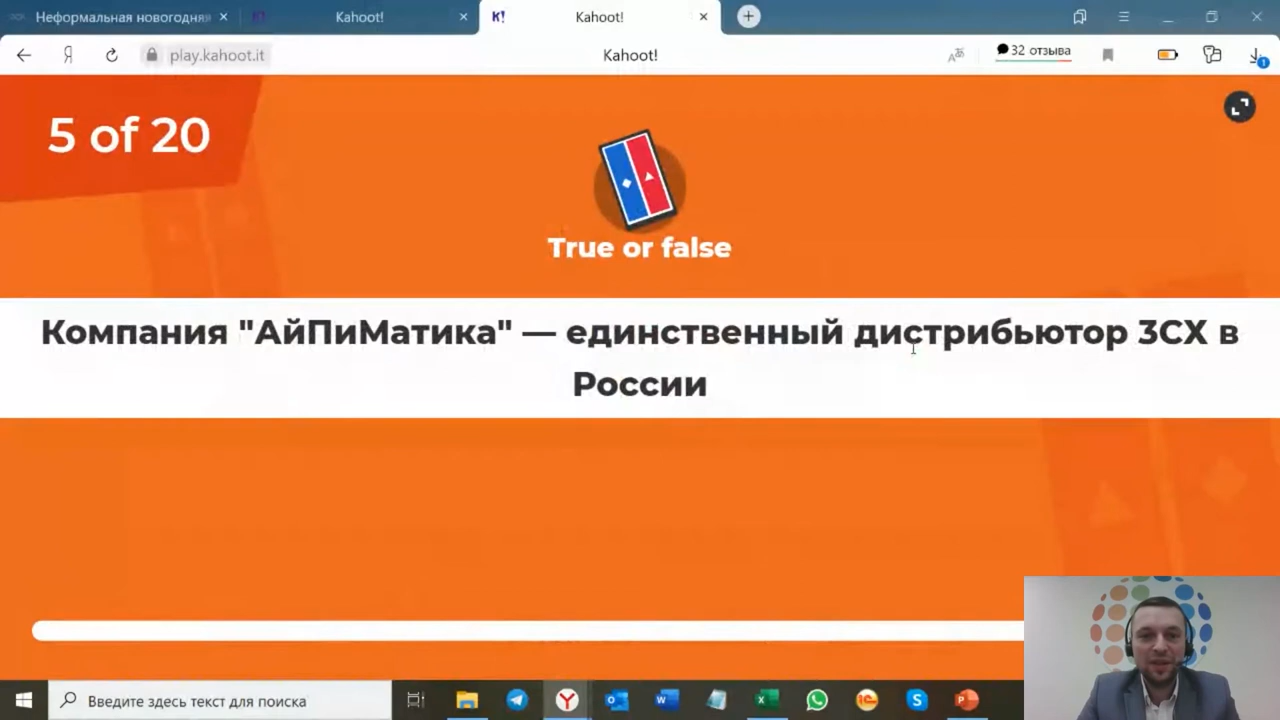 Неформальная новогодняя
Kahoot!
Kahoot!
play.kahoot.it
Kahoot!
32 отзыва
5 of 20
True or false
Компания "АйПиМатика" — единственный дистрибьютор 3CX в
России
Введите здесь текст для поиска